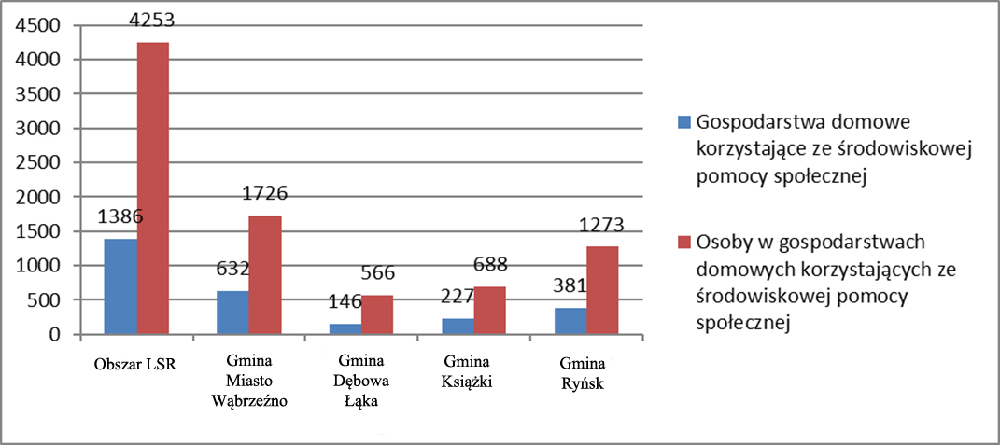 4500
4000
3500
3000
2500
2000
1500
1000
500
0
4253
1386
1726
632
566
146
688
227
1273
381
Obszar LSR
Gmina
Miasto
Wąbrzeźno
Gmina
Dębowa
Łąka
Gmina
Książki
Gmina
Ryńsk
Gospodarstwa domowe
korzystające ze środowiskowej
pomocy społecznej
Osoby w gospodarstwach
domowych korzystających ze
środowiskowej pomocy
społecznej